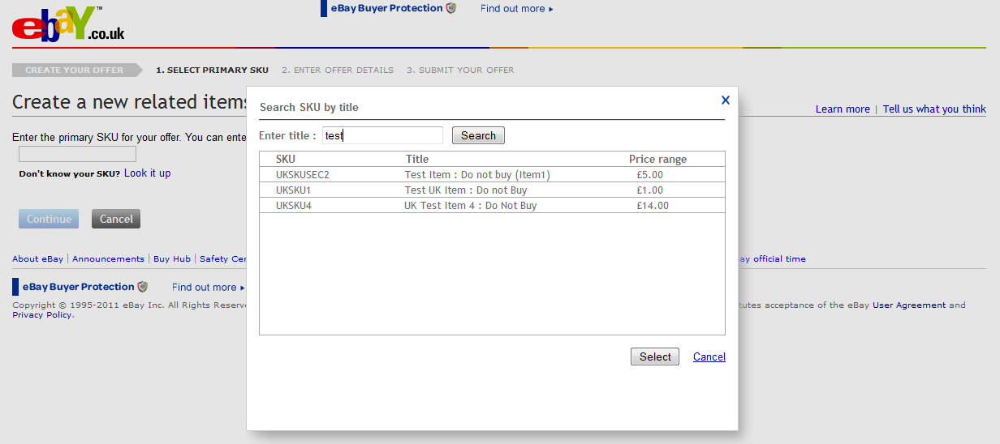 eBay Buyer Protection Find out more
ebay.co.uk™
CREATE YOUR OFFER 1. SELECT PRIMARY SKU 2. ENTER OFFER DETAILS 3. SUBMIT YOUR OFFER
Create a new related items
Learn more | Tell us what you think
Enter the primary SKU for your offer. You can ente
Don't know your SKU? Look it up
Continue Cancel
Search SKU by title X
Enter title : test Search
SKU Title Price range
UKSKUSEC2 Test Item : Do not buy (Item1) £5.00
UKSKU1 Test UK Item : Do not Buy £1.00
UKSKU4 UK Test Item 4 : Do Not Buy £14.00
Select Cancel
About eBay | Announcements | Buy Hub | Safety Cer ay official time
eBay Buyer Protection Find out more
Copyright © 1995-2011 eBay Inc. All Rights Reserv tutes acceptance of the eBay User Agreement and
Privacy Policy.